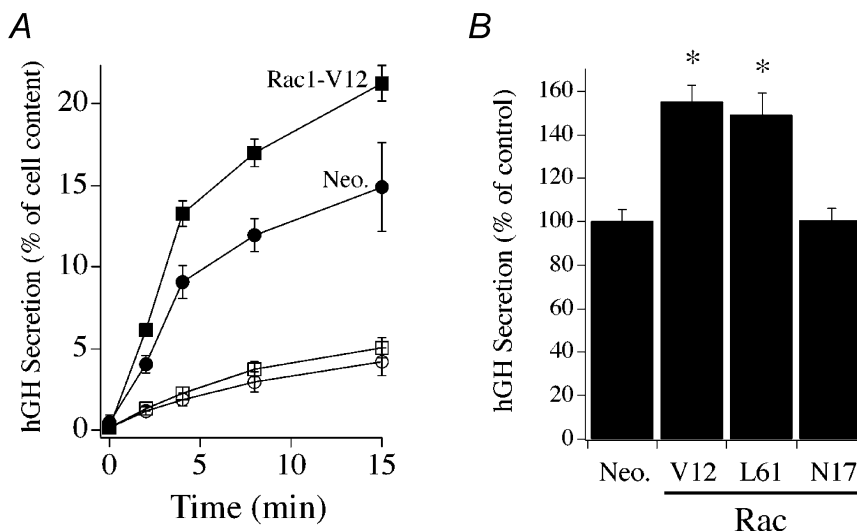 A
hGH Secretion (% of cell content)
20
15
10
5
0
Rac1-V12
Neo.
0
5
10
15
Time (min)
B
hGH Secretion (% of control)
160
140
120
100
80
60
40
20
0
*
*
Neo.
V12
L61
N17
Rac